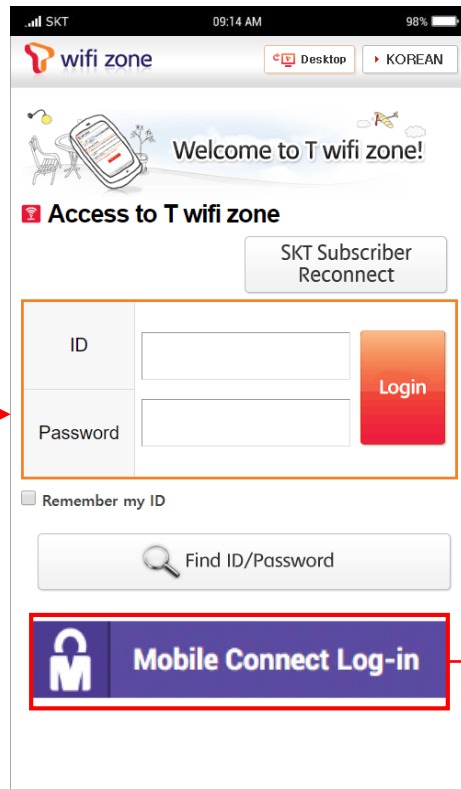 SKT 09:14 AM 98%
wifi zone Desktop KOREAN
Welcome to T wifi zone!
Access to T wifi zone
SKT Subscriber
Reconnect
ID
Login
Password
Remember my ID
Find ID/Password
M Mobile Connect Log-in